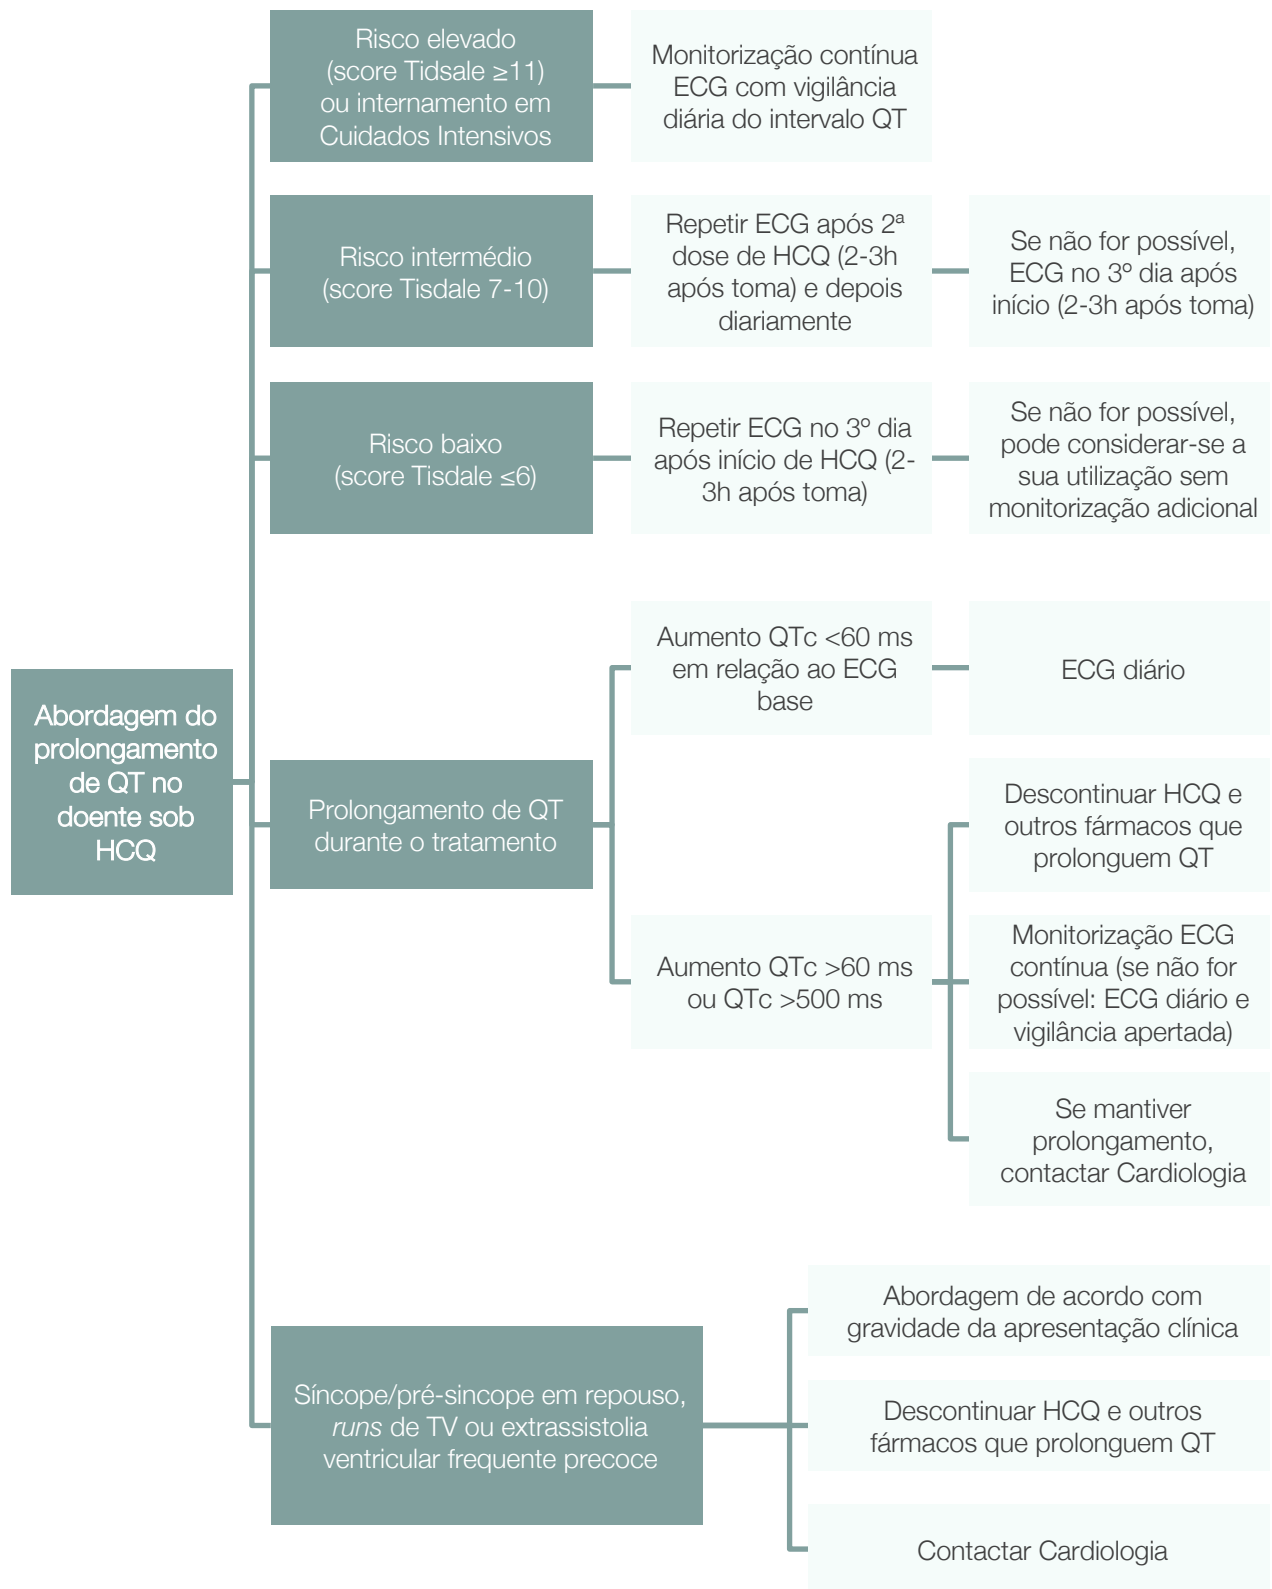 Risco elevado
(score Tidsale ≥11)
ou internamento em
Cuidados Intensivos
Monitorização contínua
ECG com vigilância
diária do intervalo QT
Risco intermédio
(score Tisdale 7-10)
Repetir ECG após 2ª
dose de HCQ (2-3h
após toma) e depois
diariamente
Se não for possível,
ECG no 3º dia após
início (2-3h após toma)
Risco baixo
(score Tisdale ≤6)
Repetir ECG no 3º dia
após início de HCQ (2-
3h após toma)
Se não for possível,
pode considerar-se a
sua utilização sem
monitorização adicional
Abordagem do
prolongamento
de QT no
doente sob
HCQ
Prolongamento de QT
durante o tratamento
Aumento QTc <60 ms
em relação ao ECG
base
ECG diário
Aumento QTc >60 ms
ou QTc >500 ms
Descontinuar HCQ e
outros fármacos que
prolonguem QT
Monitorização ECG
contínua (se não for
possível: ECG diário e
vigilância apertada)
Se mantiver
prolongamento,
contactar Cardiologia
Síncope/pré-sincope em repouso,
runs de TV ou extrassistolia
ventricular frequente precoce
Abordagem de acordo com
gravidade da apresentação clínica
Descontinuar HCQ e outros
fármacos que prolonguem QT
Contactar Cardiologia